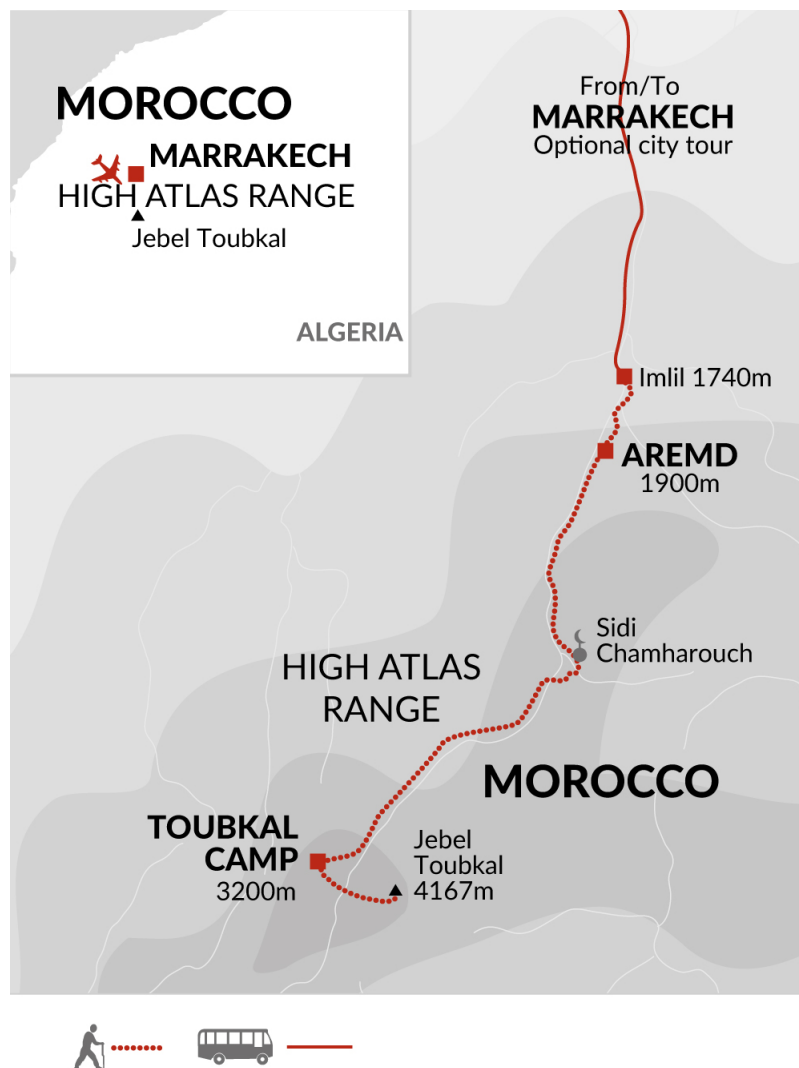 MOROCCO
MARRAKECH
HIGH ATLAS RANGE
Jebel Toubkal
ALGERIA
From/To
MARRAKECH
Optional city tour
Imlil 1740m
AREMD
1900m
Sidi
Chamharouch
HIGH ATLAS
RANGE
MOROCCO
TOUBKAL
CAMP
3200m
Jebel
Toubkal
4167m